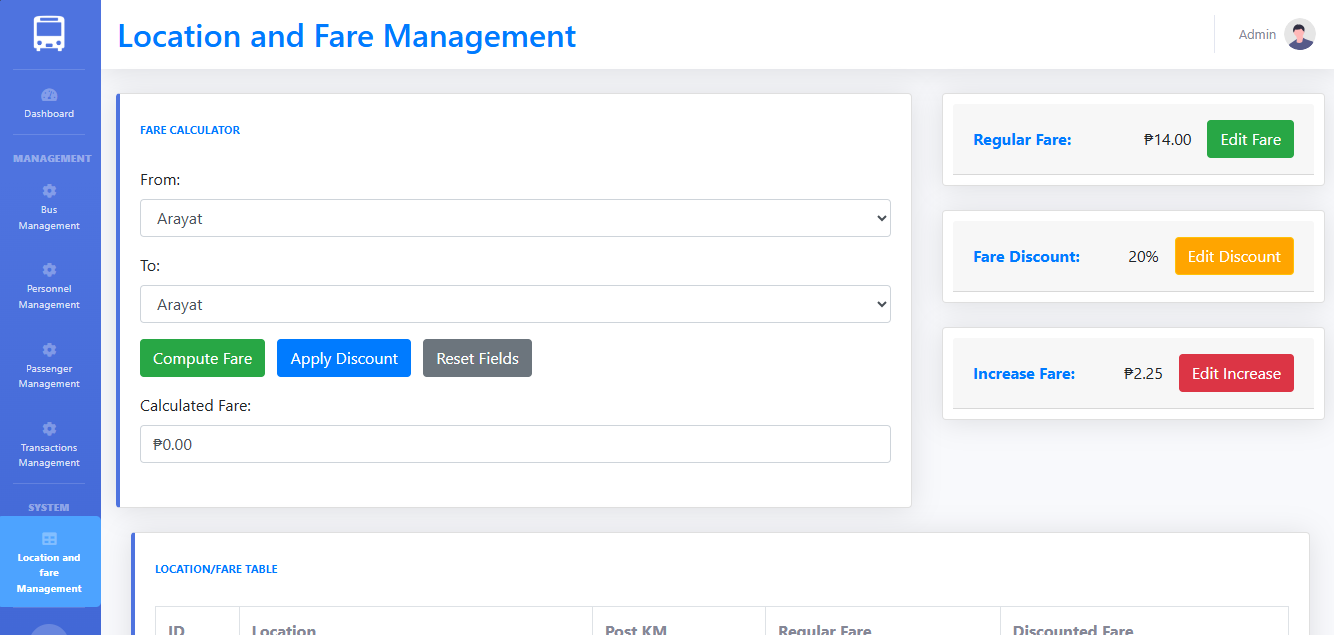 Location and Fare Management
Admin
Dashboard
MANAGEMENT
Bus
Management
Personnel
Management
Passenger
Management
Transactions
Management
SYSTEM
Location and
fare
Management
FARE CALCULATOR
From:
Arayat
To:
Arayat
Compute Fare Apply Discount Reset Fields
Calculated Fare:
₱0.00
Regular Fare: ₱14.00 Edit Fare
Fare Discount: 20% Edit Discount
Increase Fare: ₱2.25 Edit Increase
LOCATION/FARE TABLE
ID Location Post KM Regular Fare Discounted Fare